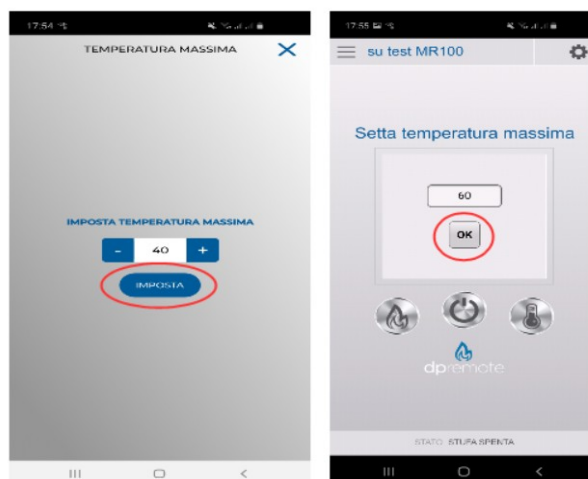 17:54
TEMPERATURA MASSIMA
IMPOSTA TEMPERATURA MASSIMA
- 40 +
IMPOSTA
17:55
su test MR100
Setta temperatura massima
60
OK
dpremote
STATO STUFA SPENTA